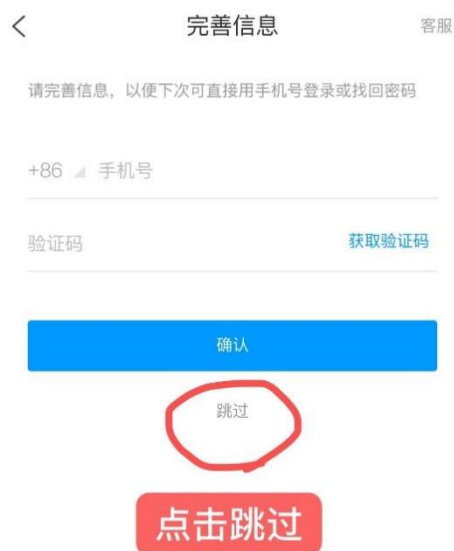 完善信息
客服
请完善信息，以便下次可直接用手机号登录或找回密码
+86 手机号
验证码
获取验证码
确认
跳过
点击跳过